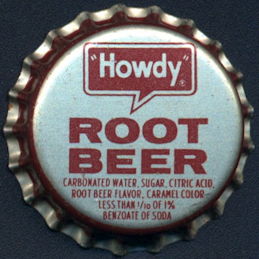 "Howdy"®
ROOT
BEER
CARBONATED WATER, SUGAR, CITRIC ACID,
ROOT BEER FLAVOR, CARAMEL COLOR-
LESS THAN 1/10 OF 1%
BENZOATE OF SODA